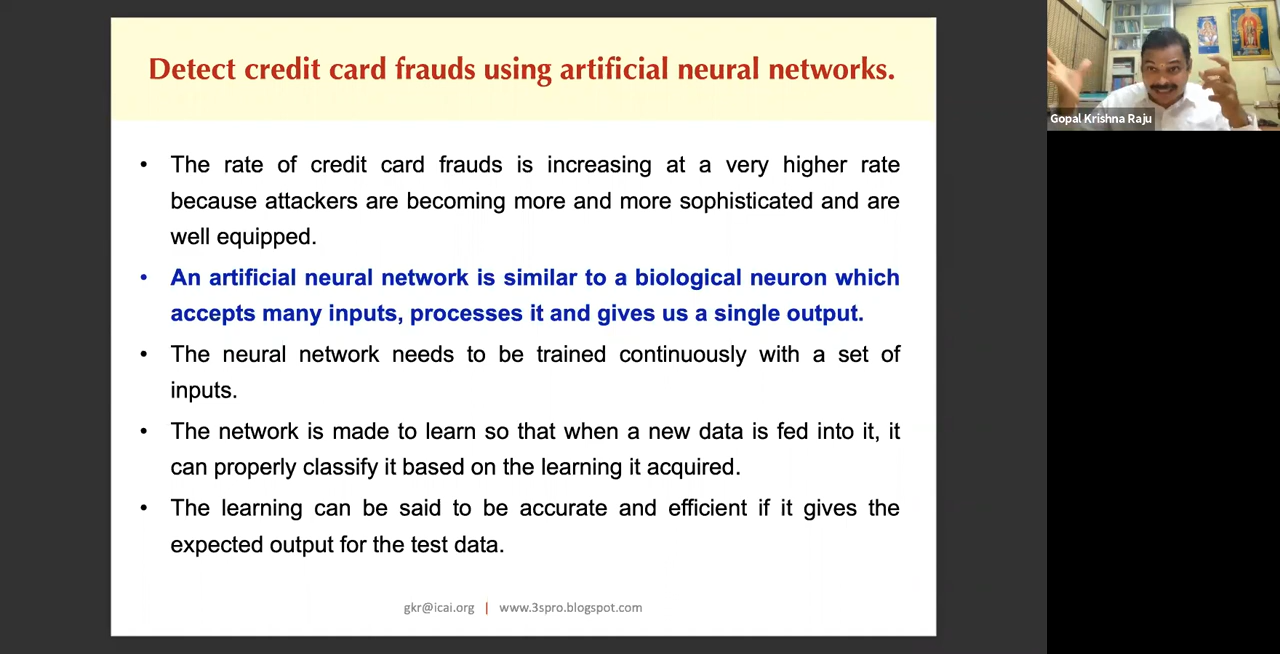 Detect credit card frauds using artificial neural networks.
Gopal Krishna Raju
• The rate of credit card frauds is increasing at a very higher rate
because attackers are becoming more and more sophisticated and are
well equipped.
• An artificial neural network is similar to a biological neuron which
accepts many inputs, processes it and gives us a single output.
• The neural network needs to be trained continuously with a set of
inputs.
• The network is made to learn so that when a new data is fed into it, it
can properly classify it based on the learning it acquired.
• The learning can be said to be accurate and efficient if it gives the
expected output for the test data.
gkr@icai.org | www.3spro.blogspot.com